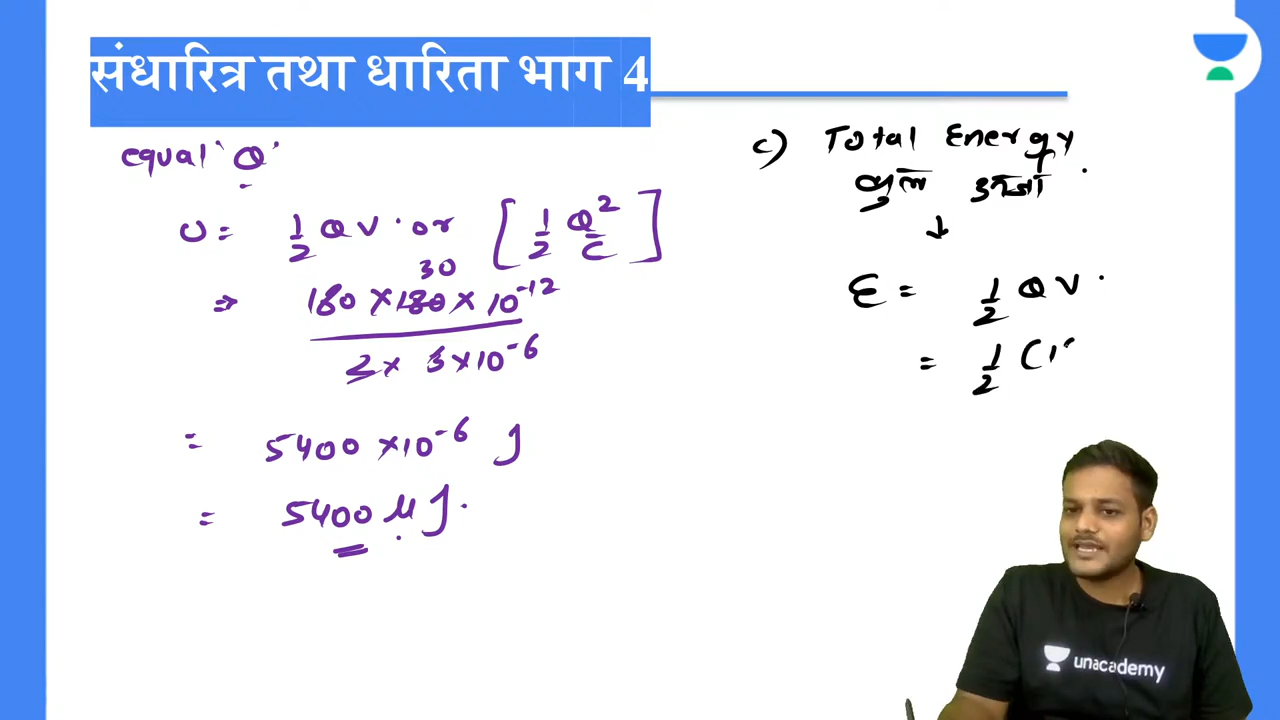 संधारित्र तथा धारिता भाग 4
equal 'Q'
U = 1/2 QV or [1/2 Q²/C]
30
⇒ 180 × 180 × 10⁻¹² / 2 × 3 × 10⁻⁶
= 5400 × 10⁻⁶ J
= 5400 μJ.
c) Total Energy
कुल ऊर्जा
↓
E = 1/2 QV
= 1/2 (1
unacademy